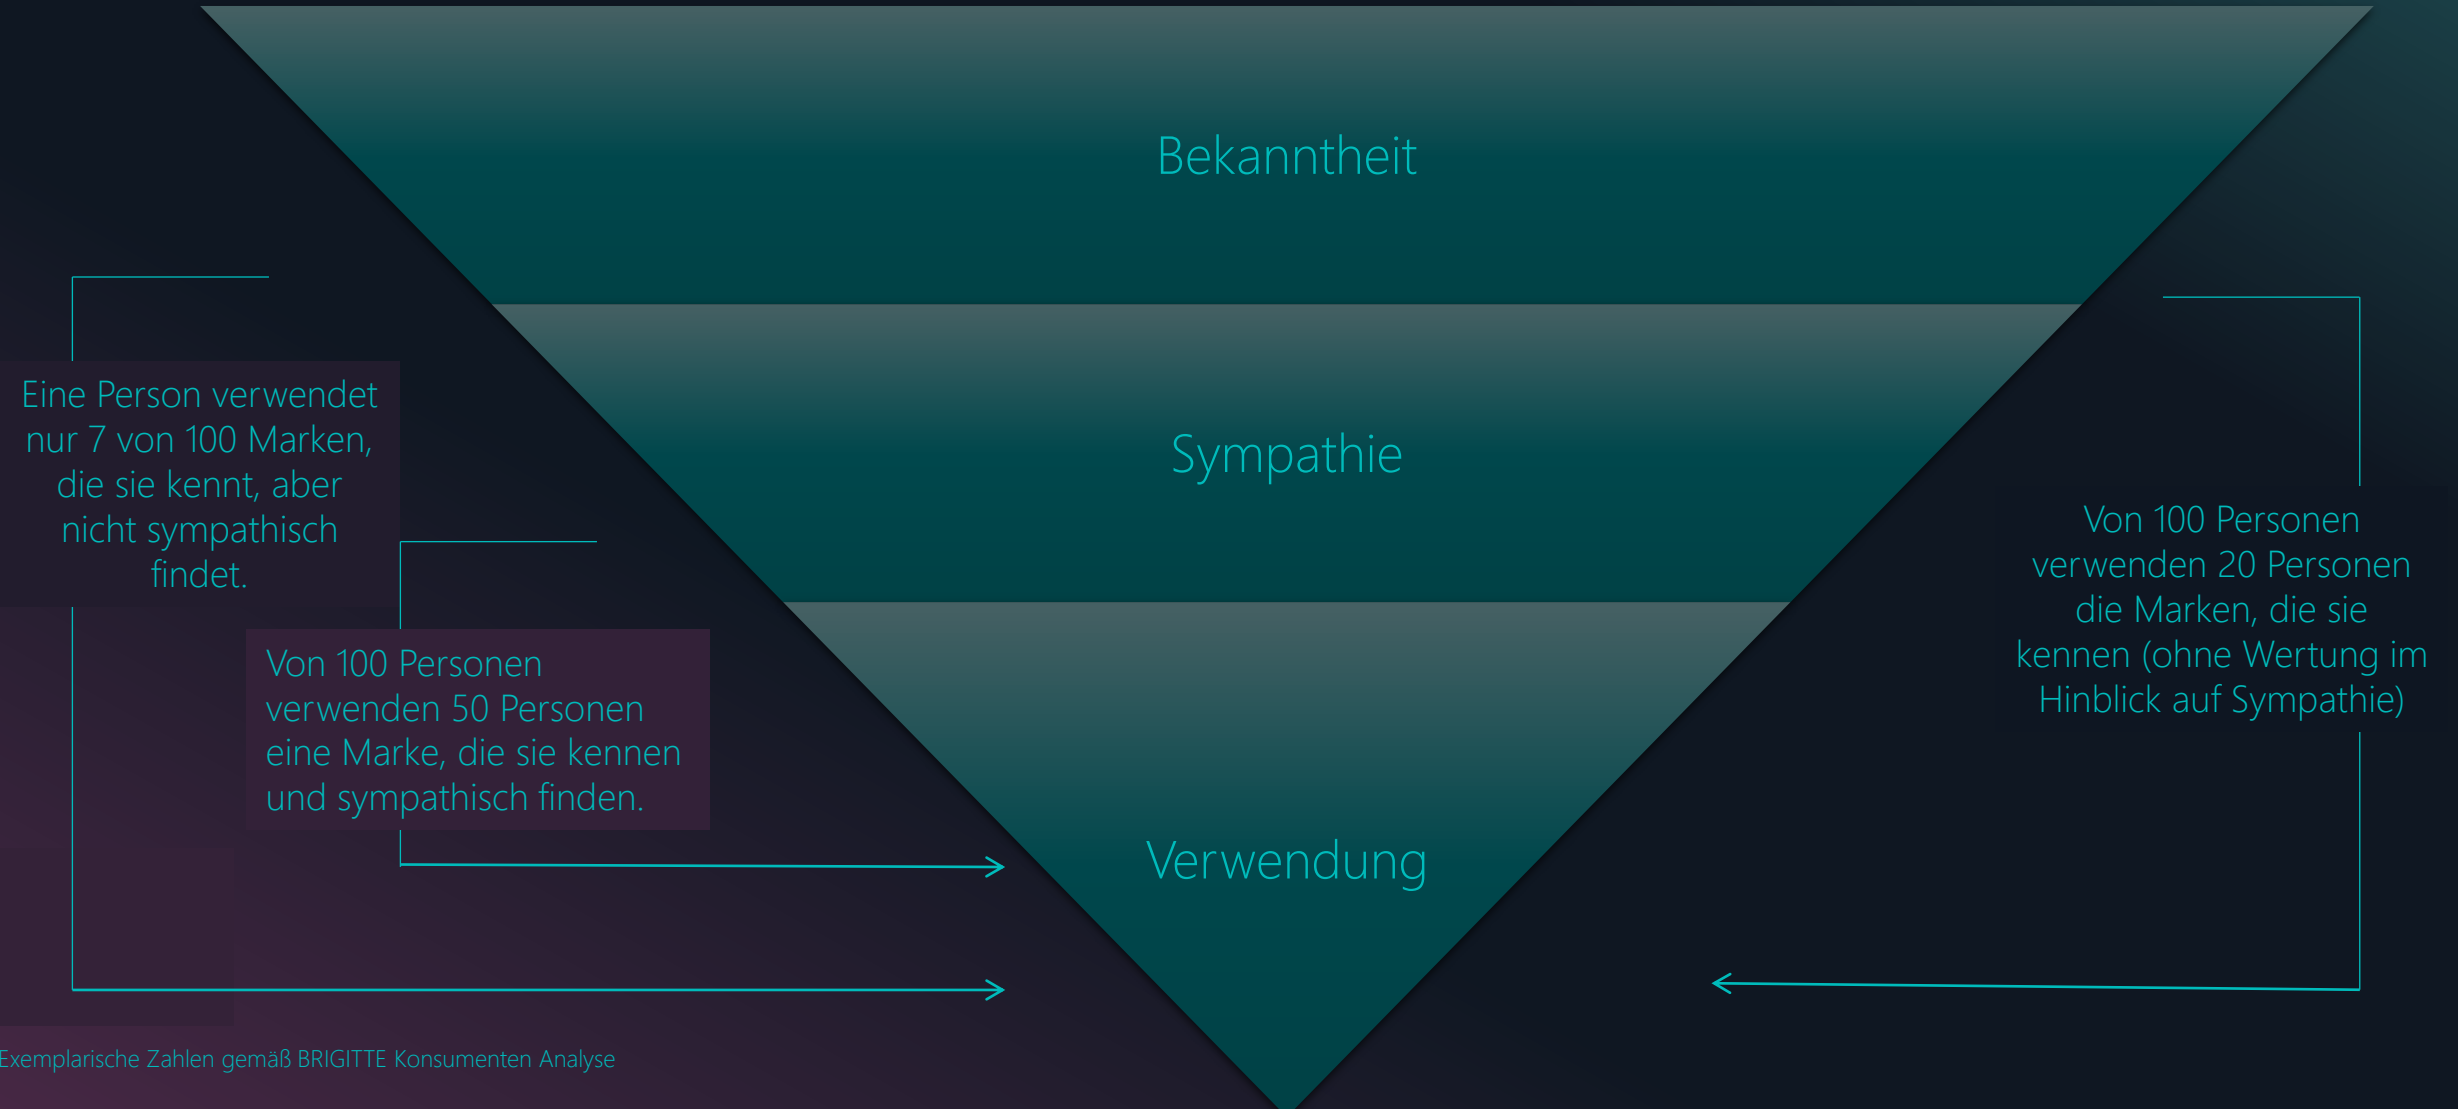 Bekanntheit
Sympathie
Verwendung
Eine Person verwendet
nur 7 von 100 Marken,
die sie kennt, aber
nicht sympathisch
findet.
Von 100 Personen
verwenden 50 Personen
eine Marke, die sie kennen
und sympathisch finden.
Von 100 Personen
verwenden 20 Personen
die Marken, die sie
kennen (ohne Wertung im
Hinblick auf Sympathie)
Exemplarische Zahlen gemäß BRIGITTE Konsumenten Analyse